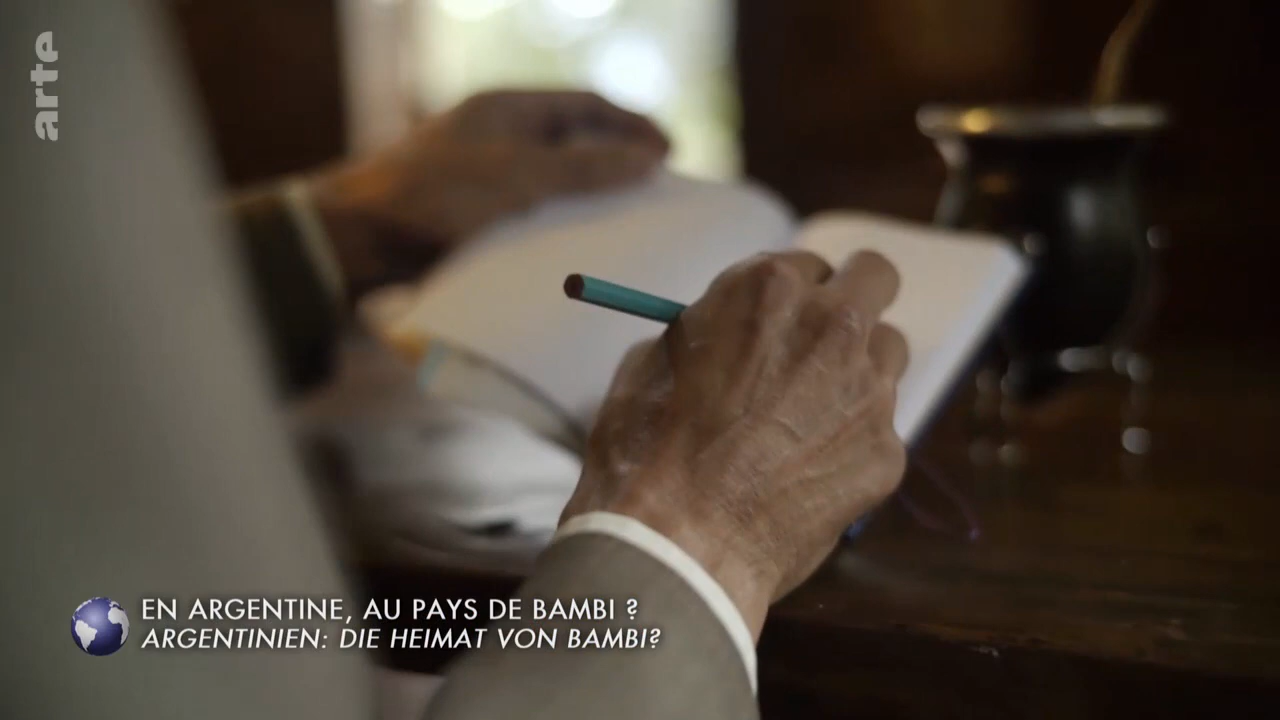 arte
EN ARGENTINE, AU PAYS DE BAMBI ?
ARGENTINIEN: DIE HEIMAT VON BAMBI?